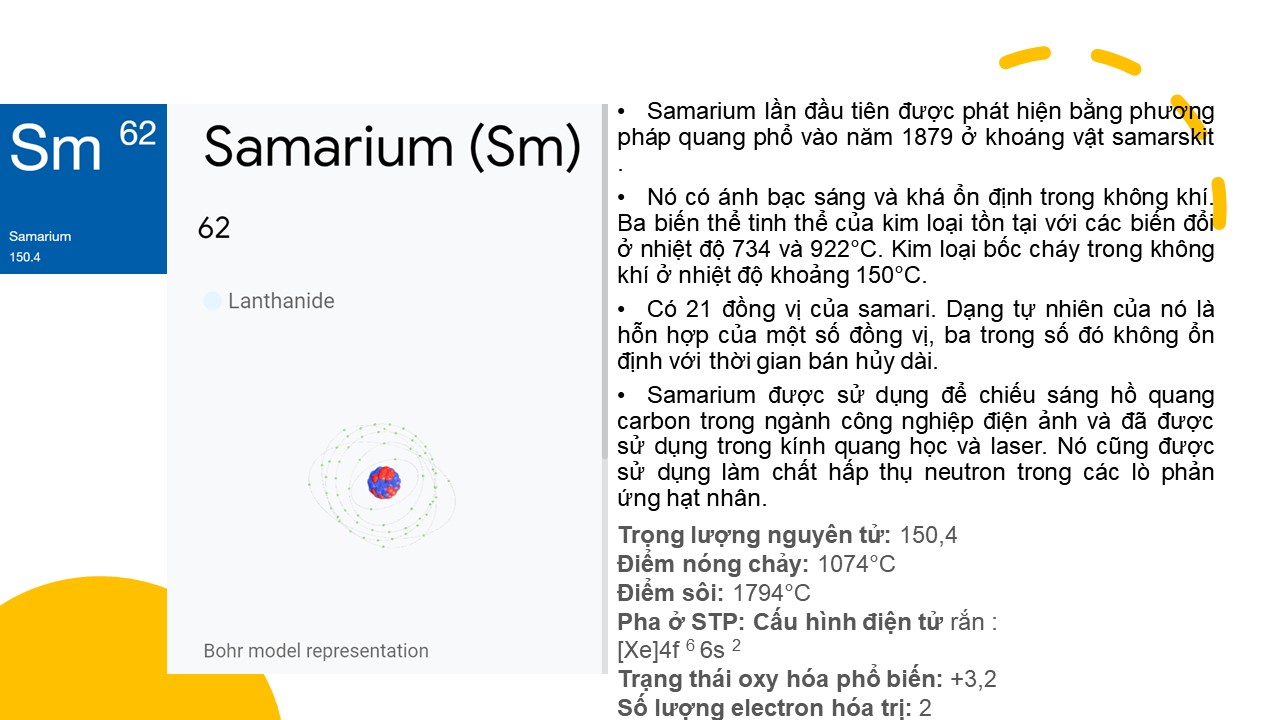 Sm 62
Samarium
150.4
Samarium (Sm)
62
Lanthanide
Bohr model representation
• Samarium lần đầu tiên được phát hiện bằng phương
pháp quang phổ vào năm 1879 ở khoáng vật samarskit
.
• Nó có ánh bạc sáng và khá ổn định trong không khí.
Ba biến thể tinh thể của kim loại tồn tại với các biến đổi
ở nhiệt độ 734 và 922°C. Kim loại bốc cháy trong không
khí ở nhiệt độ khoảng 150°C.
• Có 21 đồng vị của samari. Dạng tự nhiên của nó là
hỗn hợp của một số đồng vị, ba trong số đó không ổn
định với thời gian bán hủy dài.
• Samarium được sử dụng để chiếu sáng hồ quang
carbon trong ngành công nghiệp điện ảnh và đã được
sử dụng trong kính quang học và laser. Nó cũng được
sử dụng làm chất hấp thụ neutron trong các lò phản
ứng hạt nhân.
Trọng lượng nguyên tử: 150,4
Điểm nóng chảy: 1074°C
Điểm sôi: 1794°C
Pha ở STP: Cấu hình điện tử rắn :
[Xe]4f 6 6s 2
Trạng thái oxy hóa phổ biến: +3,2
Số lượng electron hóa trị: 2